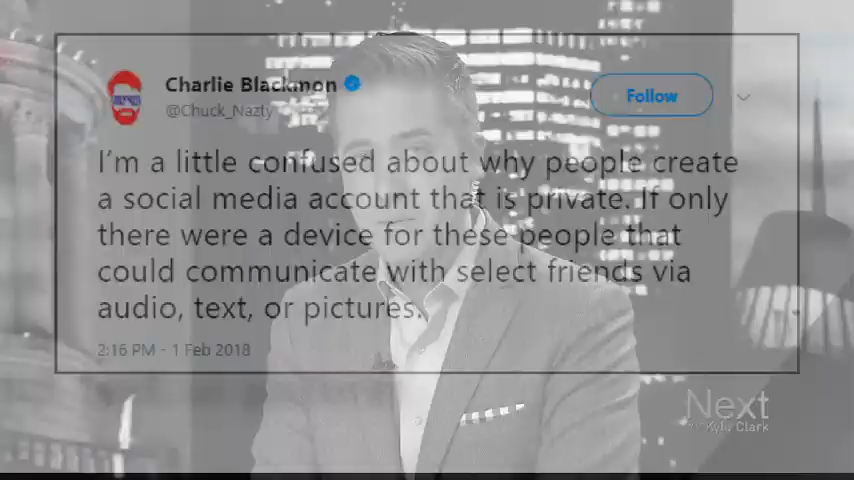 Charlie Blackmon
@Chuck_Nazty
Follow
I'm a little confused about why people create
a social media account that is private. If only
there were a device for these people that
could communicate with select friends via
audio, text, or pictures.
2:16 PM - 1 Feb 2018
Next
with Kyle Clark